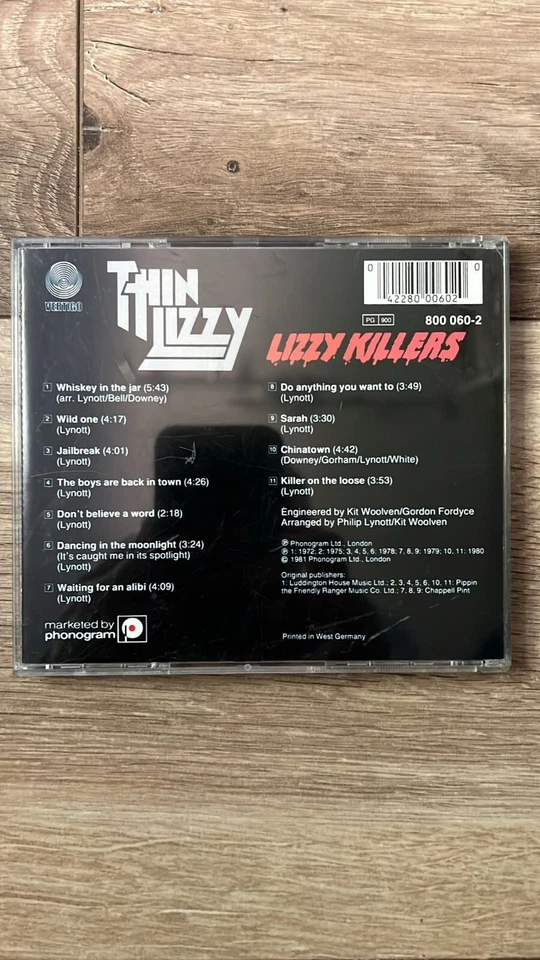 VERTIGO
THIN
LIZZY
0 42280 00602 0
PG 900
800 060-2
LIZZY KILLERS
1 Whiskey in the jar (5:43)
(arr. Lynott/Bell/Downey)
2 Wild one (4:17)
(Lynott)
3 Jailbreak (4:01)
(Lynott)
4 The boys are back in town (4:26)
(Lynott)
5 Don't believe a word (2:18)
(Lynott)
6 Dancing in the moonlight (3:24)
(It's caught me in its spotlight)
(Lynott)
7 Waiting for an alibi (4:09)
(Lynott)
marketed by
phonogram
8 Do anything you want to (3:49)
(Lynott)
9 Sarah (3:30)
(Lynott)
10 Chinatown (4:42)
(Downey/Gorham/Lynott/White)
11 Killer on the loose (3:53)
(Lynott)
Engineered by Kit Woolven/Gordon Fordyce
Arranged by Philip Lynott/Kit Woolven
℗ Phonogram Ltd., London
℗ 1: 1972; 2: 1975; 3, 4, 5, 6: 1978; 7, 8, 9: 1979; 10, 11: 1980
© 1981 Phonogram Ltd., London
Original publishers:
1: Luddington House Music Ltd.; 2, 3, 4, 5, 6, 10, 11: Pippin
the Friendly Ranger Music Co. Ltd.; 7, 8, 9: Chappell Pint
Printed in West Germany